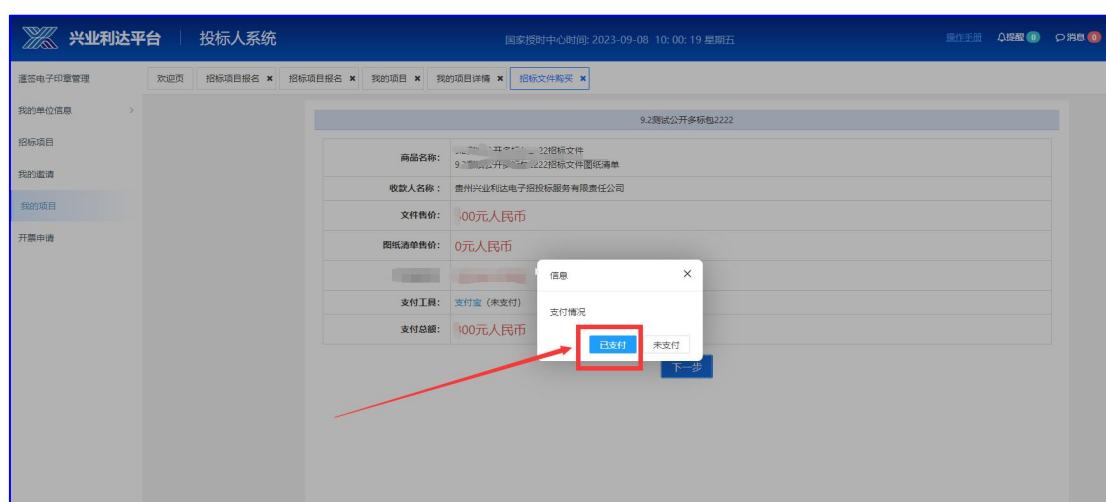 兴业利达平台 投标人系统 国家授时中心时间: 2023-09-08 10: 00: 19 星期五 操作手册 提醒 0 消息 0
欢迎页 招标项目报名 × 招标项目报名 × 我的项目 × 我的项目详情 × 招标文件购买 ×
签电子印章管理
我的单位信息 >
招标项目
我的邀请
我的项目
开票申请
9.2测试公开多标包2222
商品名称:
22招标文件
2222招标文件图纸清单
收款人名称: 贵州兴业利达电子招投标服务有限责任公司
文件售价: 00元人民币
图纸清单售价: 0元人民币
支付工具: 支付宝 (未支付)
支付总额: 00元人民币
信息 ×
支付情况
已支付 未支付
下一步